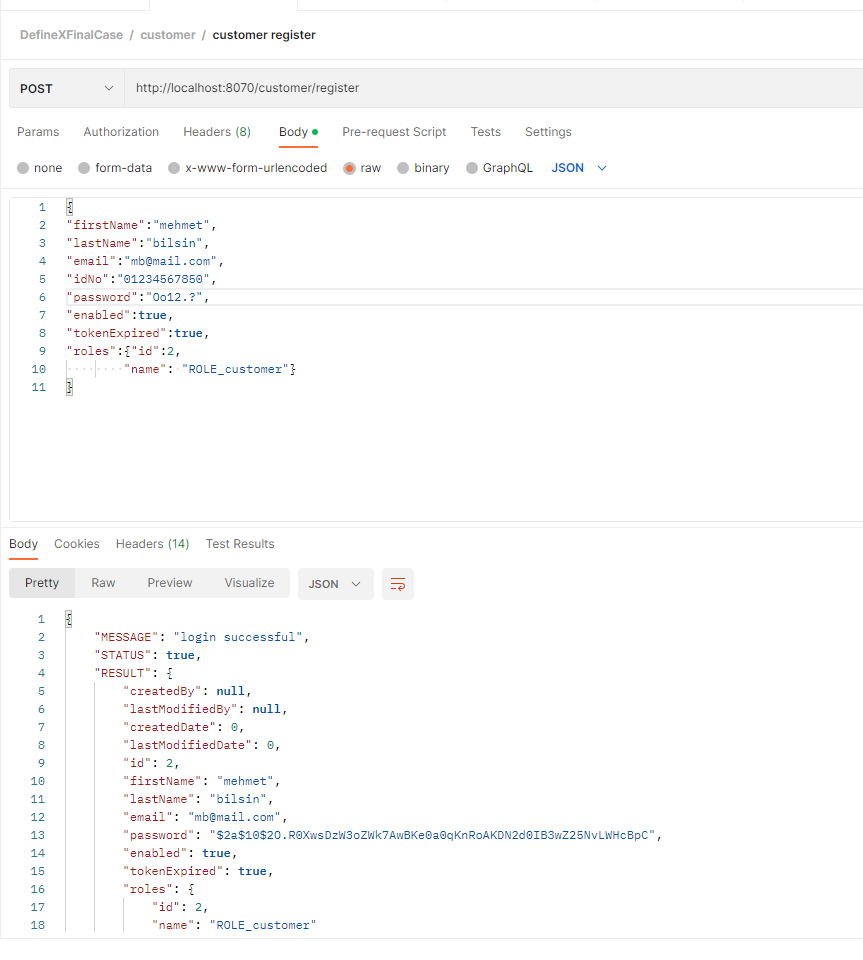 DefineXFinalCase / customer / customer register
POST http://localhost:8070/customer/register
Params Authorization Headers (8) Body Pre-request Script Tests Settings
none form-data x-www-form-urlencoded raw binary GraphQL JSON
1 {
2 "firstName":"mehmet",
3 "lastName":"bilsin",
4 "email":"mb@mail.com",
5 "idNo":"01234567850",
6 "password":"Oo12.?",
7 "enabled":true,
8 "tokenExpired":true,
9 "roles":{"id":2,
10 "name": "ROLE_customer"}
11 }
Body Cookies Headers (14) Test Results
Pretty Raw Preview Visualize JSON
1 {
2 "MESSAGE": "login successful",
3 "STATUS": true,
4 "RESULT": {
5 "createdBy": null,
6 "lastModifiedBy": null,
7 "createdDate": 0,
8 "lastModifiedDate": 0,
9 "id": 2,
10 "firstName": "mehmet",
11 "lastName": "bilsin",
12 "email": "mb@mail.com",
13 "password": "$2a$10$2O.R0XwsDzW3oZWk7AwBKe0a0qKnRoAKDN2d0IB3wZ25NvLWHcBpC",
14 "enabled": true,
15 "tokenExpired": true,
16 "roles": {
17 "id": 2,
18 "name": "ROLE_customer"